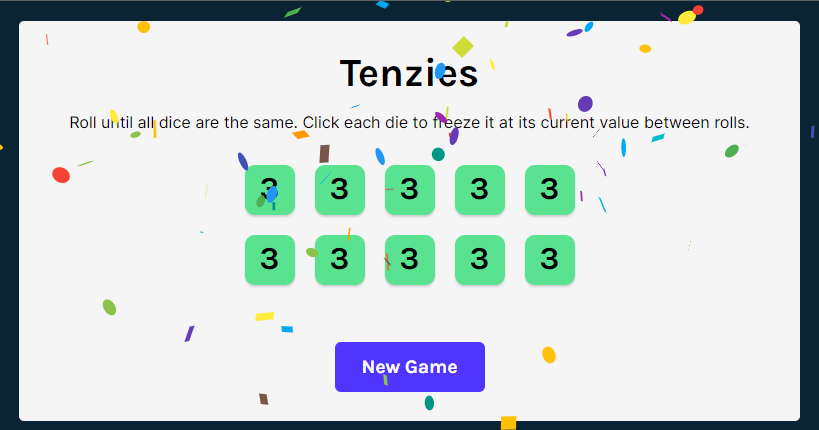 Tenzies
Roll until all dice are the same. Click each die to freeze it at its current value between rolls.
3 3 3 3 3
3 3 3 3 3
New Game